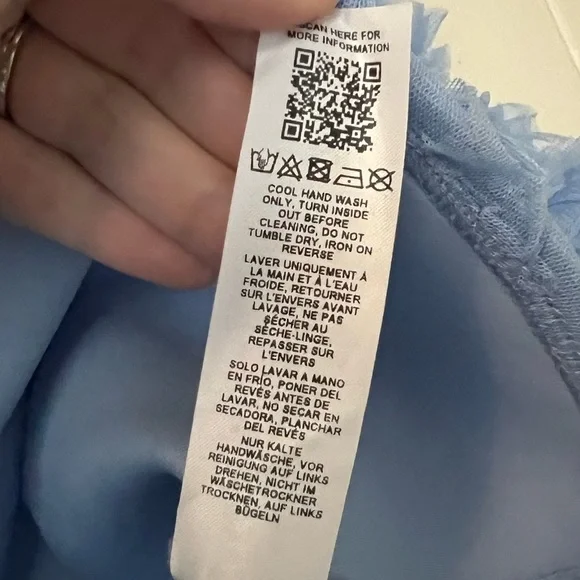 SCAN HERE FOR
MORE INFORMATION
COOL HAND WASH
ONLY, TURN INSIDE
OUT BEFORE
CLEANING, DO NOT
TUMBLE DRY, IRON ON
REVERSE
LAVER UNIQUEMENT À
LA MAIN ET À L'EAU
FROIDE, RETOURNER
SUR L'ENVERS AVANT
LAVAGE, NE PAS
SÉCHER AU
SÈCHE-LINGE,
REPASSER SUR
L'ENVERS
SOLO LAVAR A MANO
EN FRÍO, PONER DEL
REVÉS ANTES DE
LAVAR, NO SECAR EN
SECADORA, PLANCHAR
DEL REVÉS
NUR KALTE
HANDWÄSCHE, VOR
REINIGUNG AUF LINKS
DREHEN, NICHT IM
WÄSCHETROCKNER
TROCKNEN, AUF LINKS
BÜGELN